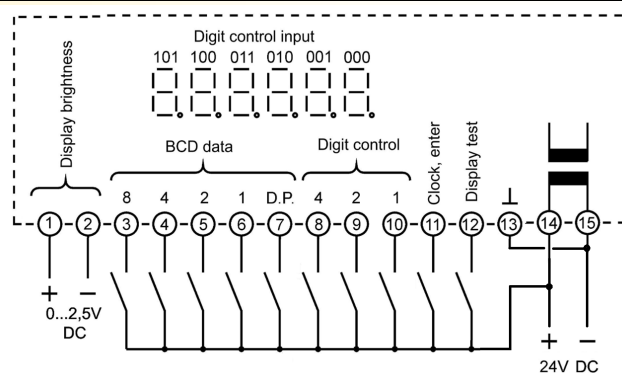 Digit control input
101 100 011 010 001 000
Display brightness
BCD data
Digit control
Clock, enter
Display test
8 4 2 1 D.P. 4 2 1
1 2 3 4 5 6 7 8 9 10 11 12 13 14 15
+ −
0...2,5V
DC
+ −
24V DC